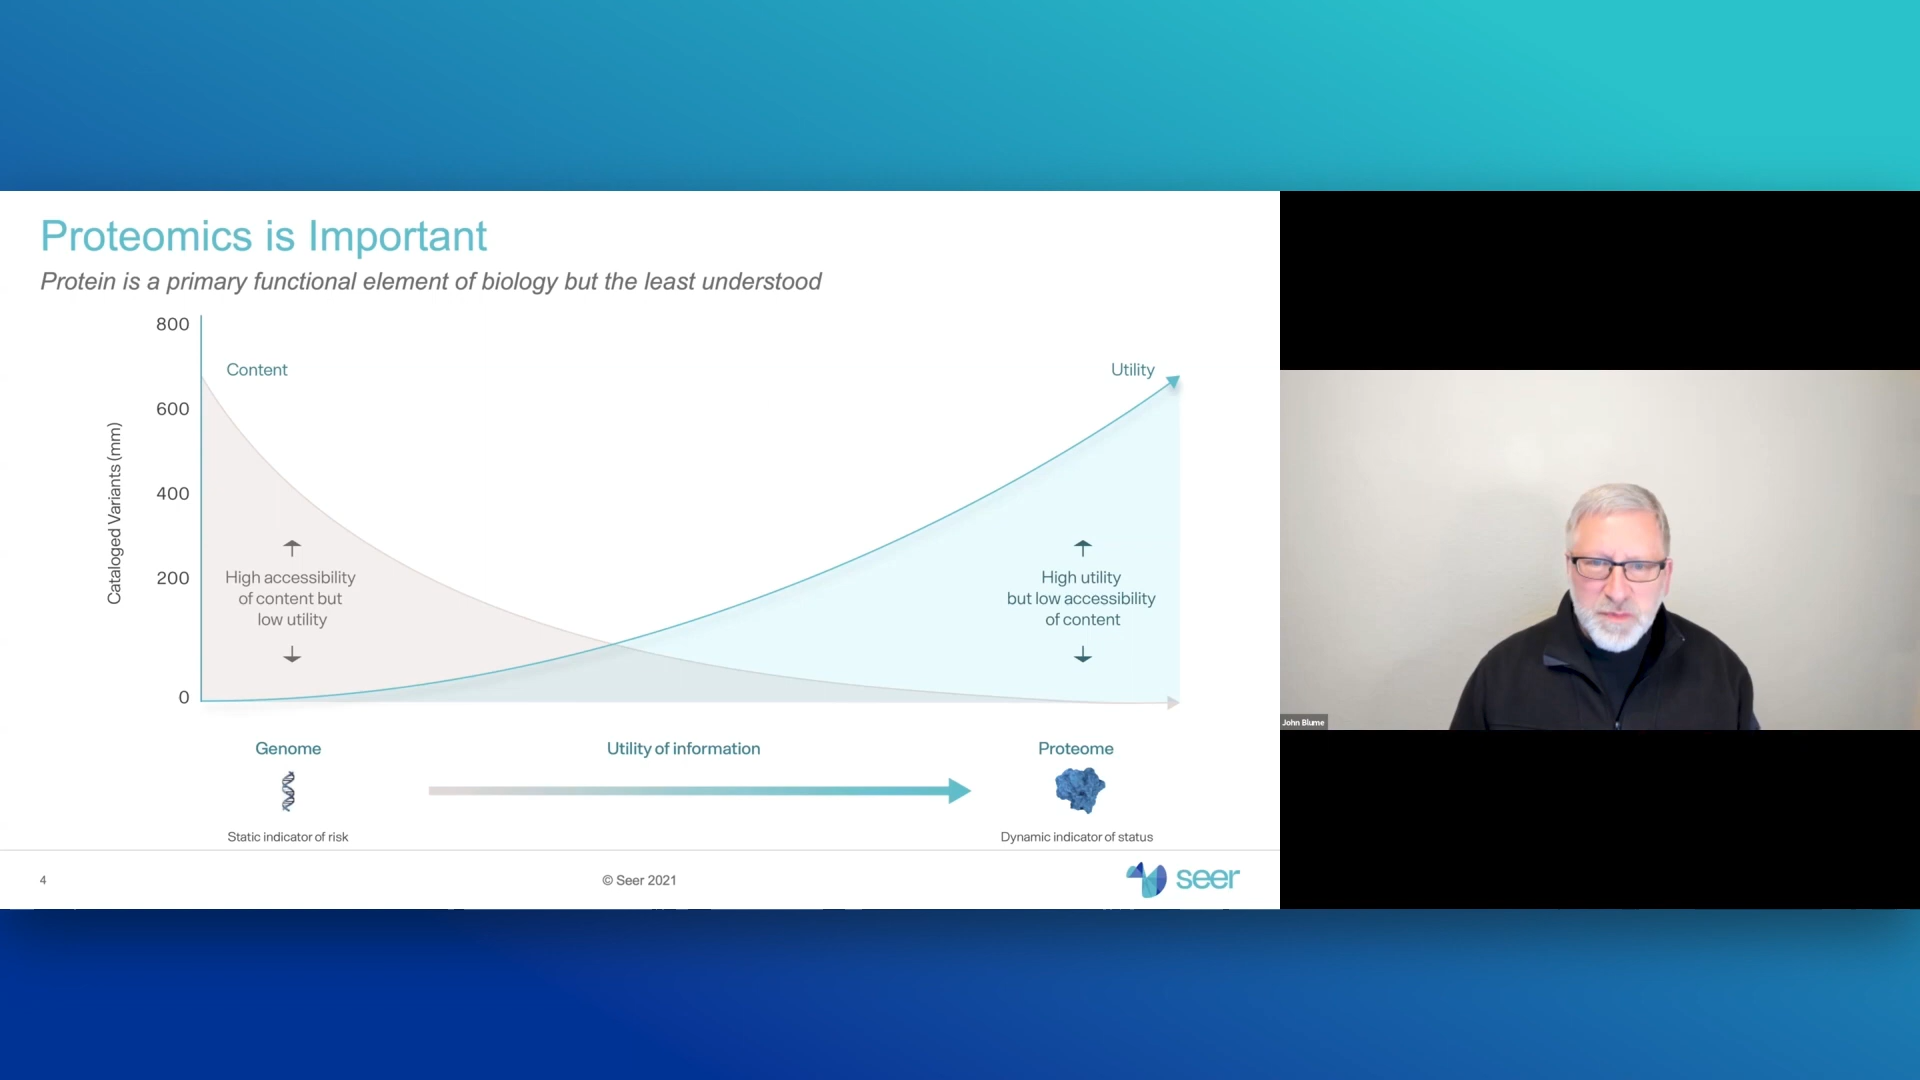 Proteomics is Important
Protein is a primary functional element of biology but the least understood
800
600
400
200
0
Cataloged Variants (mm)
Content
Utility
High accessibility
of content but
low utility
High utility
but low accessibility
of content
Genome
Utility of information
Proteome
Static indicator of risk
Dynamic indicator of status
4
© Seer 2021
seer
John Blume